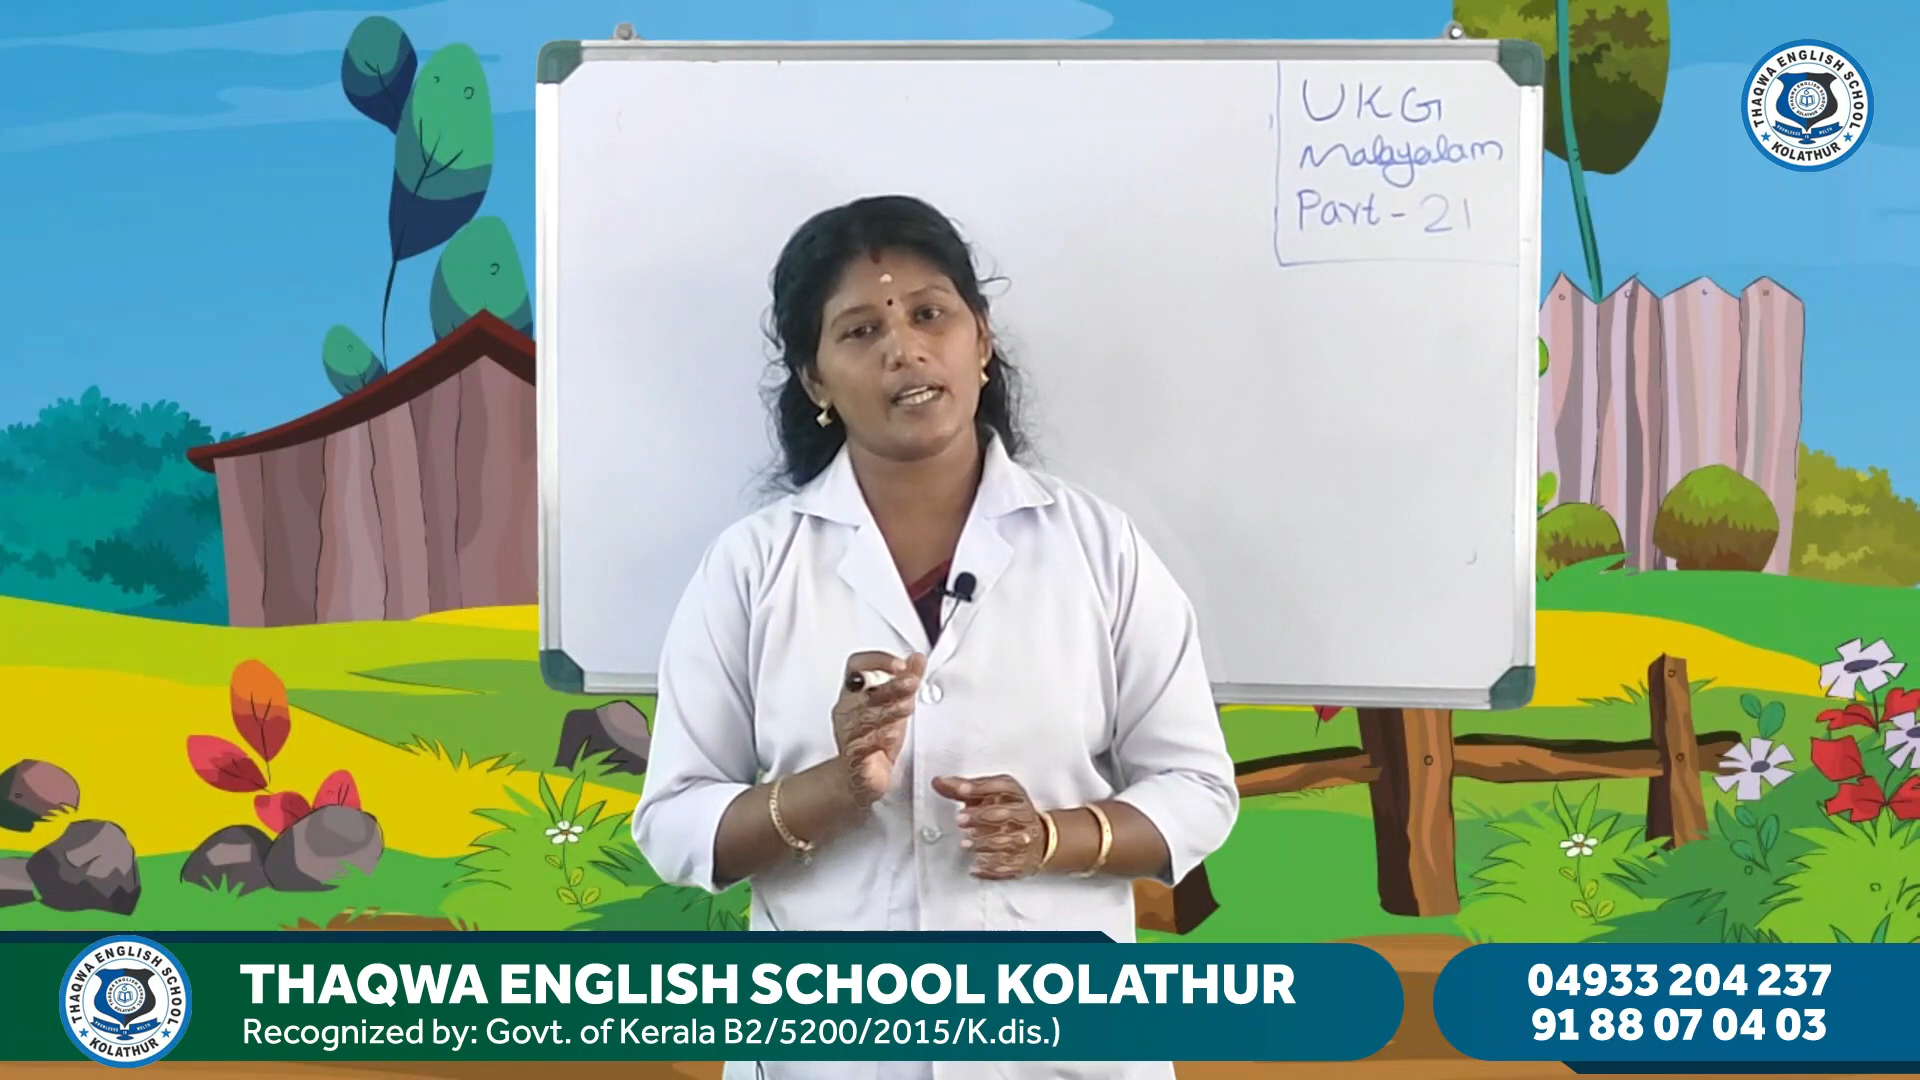 UKG
Malayalam
Part - 21
THAQWA ENGLISH SCHOOL
KOLATHUR
THAQWA ENGLISH SCHOOL
KOLATHUR
THAQWA ENGLISH SCHOOL KOLATHUR
Recognized by: Govt. of Kerala B2/5200/2015/K.dis.)
04933 204 237
91 88 07 04 03